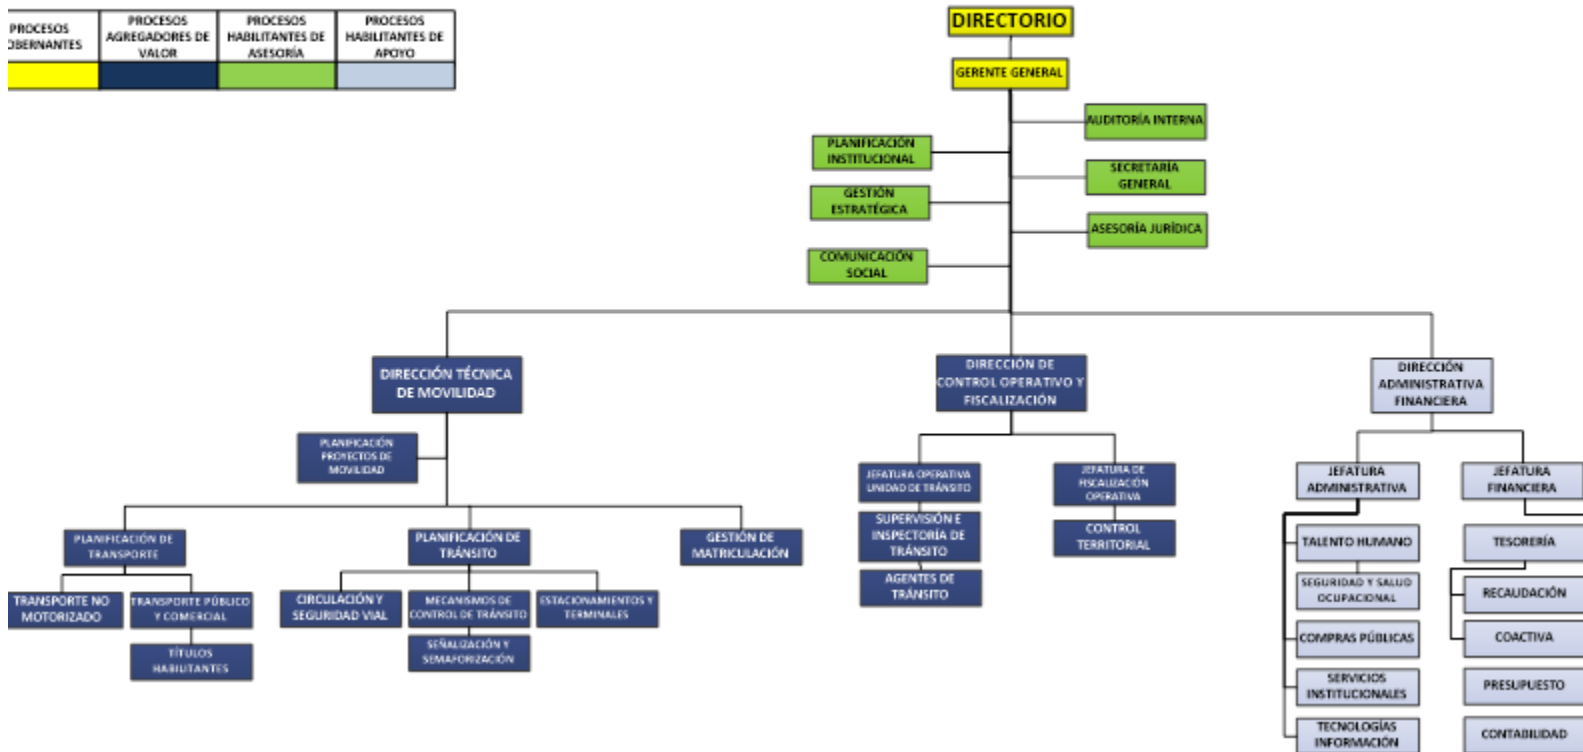 PROCESOS
OBERNANTES
PROCESOS
AGREGADORES DE
VALOR
PROCESOS
HABILITANTES DE
ASESORÍA
PROCESOS
HABILITANTES DE
APOYO
DIRECTORIO
GERENTE GENERAL
AUDITORÍA INTERNA
PLANIFICACIÓN
INSTITUCIONAL
SECRETARÍA
GENERAL
GESTIÓN
ESTRATÉGICA
ASESORÍA JURÍDICA
COMUNICACIÓN
SOCIAL
DIRECCIÓN TÉCNICA
DE MOVILIDAD
DIRECCIÓN DE
CONTROL OPERATIVO Y
FISCALIZACIÓN
DIRECCIÓN
ADMINISTRATIVA
FINANCIERA
PLANIFICACIÓN
PROYECTOS DE
MOVILIDAD
PLANIFICACIÓN DE
TRANSPORTE
PLANIFICACIÓN DE
TRÁNSITO
GESTIÓN DE
MATRICULACIÓN
TRANSPORTE NO
MOTORIZADO
TRANSPORTE PÚBLICO
Y COMERCIAL
TÍTULOS
HABILITANTES
CIRCULACIÓN Y
SEGURIDAD VIAL
MECANISMOS DE
CONTROL DE TRÁNSITO
SEÑALIZACIÓN Y
SEMAFORIZACIÓN
ESTACIONAMIENTOS Y
TERMINALES
JEFATURA OPERATIVA
UNIDAD DE TRÁNSITO
SUPERVISIÓN E
INSPECTORÍA DE
TRÁNSITO
AGENTES DE
TRÁNSITO
JEFATURA DE
FISCALIZACIÓN
OPERATIVA
CONTROL
TERRITORIAL
JEFATURA
ADMINISTRATIVA
TALENTO HUMANO
SEGURIDAD Y SALUD
OCUPACIONAL
COMPRAS PÚBLICAS
SERVICIOS
INSTITUCIONALES
TECNOLOGÍAS
INFORMACIÓN
JEFATURA
FINANCIERA
TESORERÍA
RECAUDACIÓN
COACTIVA
PRESUPUESTO
CONTABILIDAD